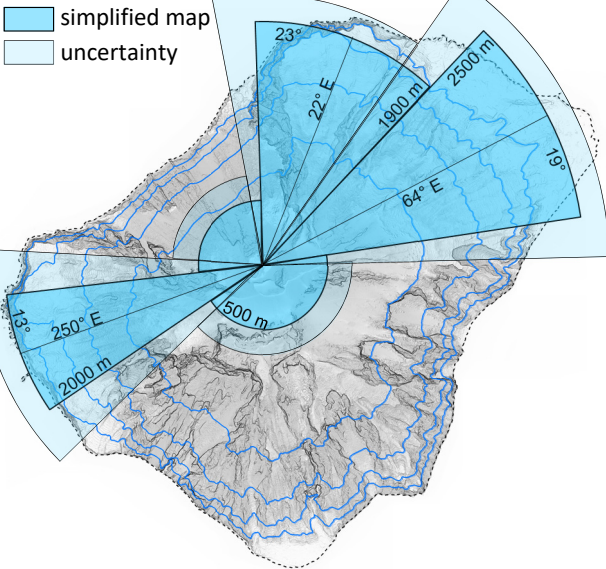 simplified map
uncertainty
23°
22° E
1900 m
2500 m
19°
64° E
500 m
13°
250° E
2000 m